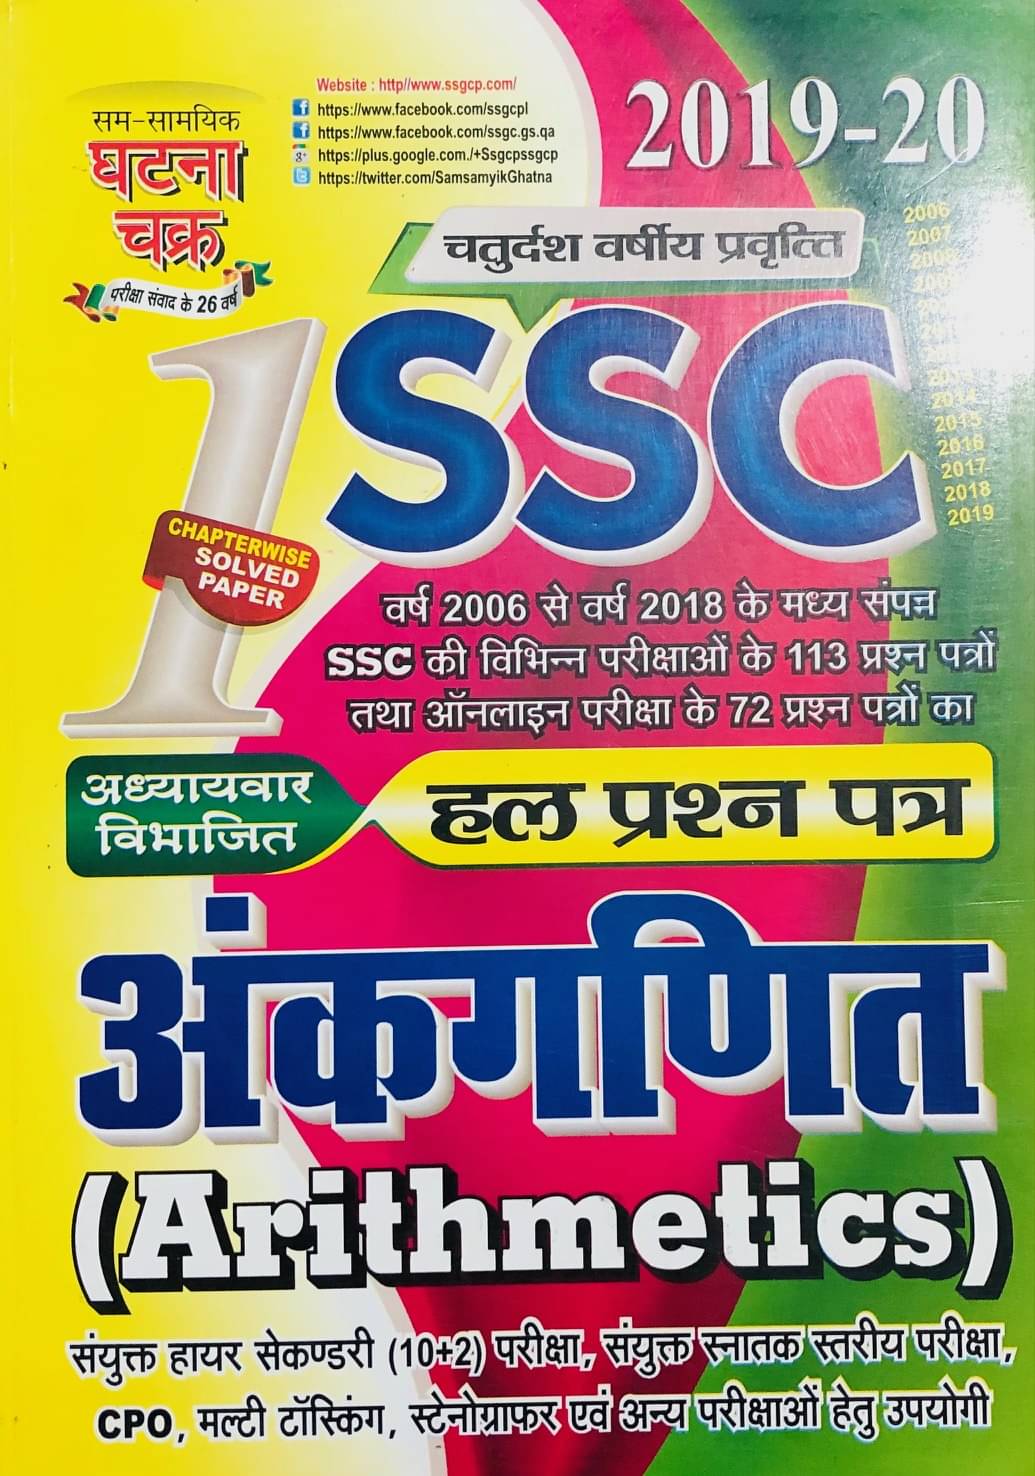 Website : http//www.ssgcp.com/
https://www.facebook.com/ssgcpl
https://www.facebook.com/ssgc.gs.qa
https://plus.google.com./+Ssgcpssgcp
https://twitter.com/SamsamyikGhatna
2019-20
सम-सामयिक
घटना
चक्र
परीक्षा संवाद के 26 वर्ष
चतुर्दश वर्षीय प्रवृत्ति
2006
2007
2008
2014
2015
2016
2017
2018
2019
1
SSC
CHAPTERWISE
SOLVED
PAPER
वर्ष 2006 से वर्ष 2018 के मध्य संपन्न
SSC की विभिन्न परीक्षाओं के 113 प्रश्न पत्रों
तथा ऑनलाइन परीक्षा के 72 प्रश्न पत्रों का
अध्यायवार
विभाजित
हल प्रश्न पत्र
अंकगणित
(Arithmetics)
संयुक्त हायर सेकण्डरी (10+2) परीक्षा, संयुक्त स्नातक स्तरीय परीक्षा,
CPO, मल्टी टॉस्किंग, स्टेनोग्राफर एवं अन्य परीक्षाओं हेतु उपयोगी